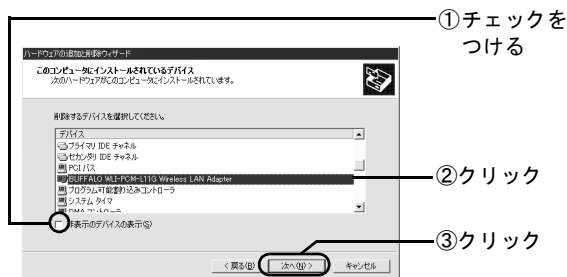 ①チェックを
つける
ハードウェアの追加と削除ウィザード
このコンピュータにインストールされているデバイス
次のハードウェアがこのコンピュータにインストールされています。
削除するデバイスを選択してください。
デバイス
プライマリ IDE チャネル
セカンダリ IDE チャネル
PCI バス
BUFFALO WLI-PCM-L11G Wireless LAN Adapter
②クリック
プログラム可能割り込みコントローラ
システム タイマ
DMA コントローラ
非表示のデバイスの表示(S)
③クリック
< 戻る(B)
次へ(N) >
キャンセル